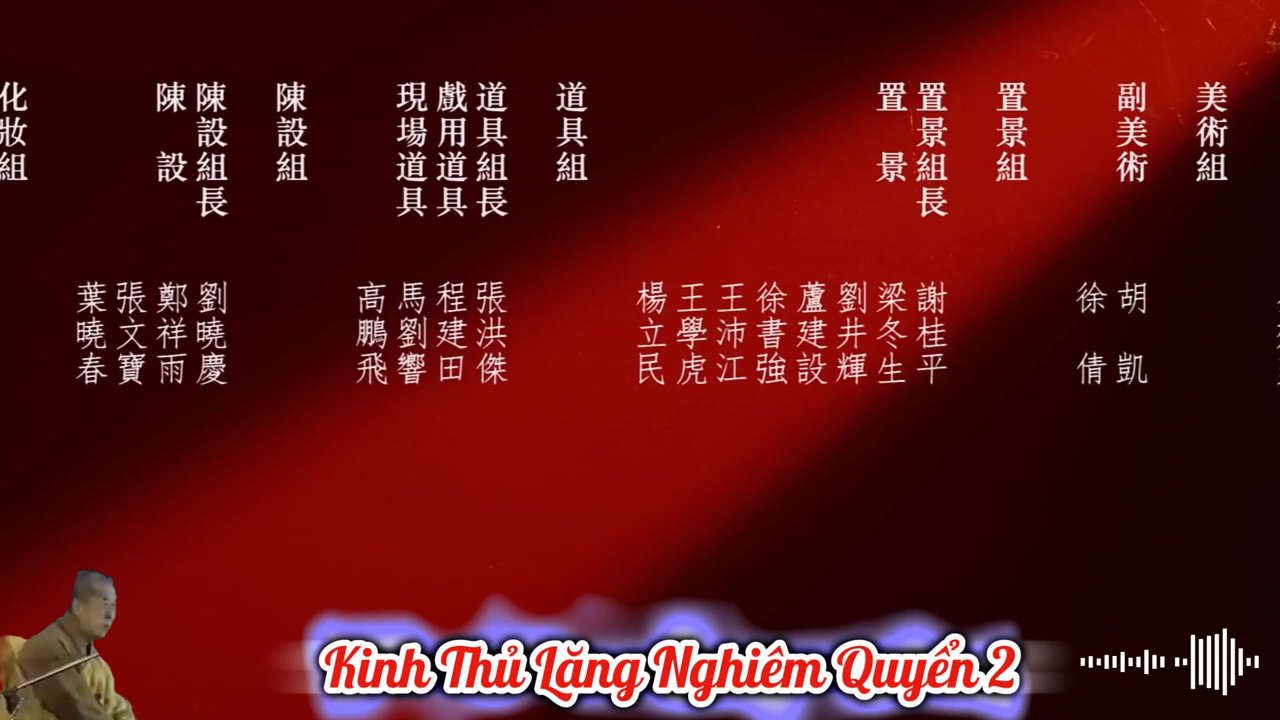 美術組
副美術
胡凱
徐倩
置景組
置景組長
謝桂平
置景
梁冬生
劉井輝
蘆建設
徐書強
王沛江
王學虎
楊立民
道具組
道具組長
張洪傑
戲用道具
程建田
現場道具
馬劉響
高鵬飛
陳設組
陳設組長
劉曉慶
陳設
鄭祥雨
張文寶
葉曉春
化妝組
Kinh Thủ Lăng Nghiêm Quyển 2